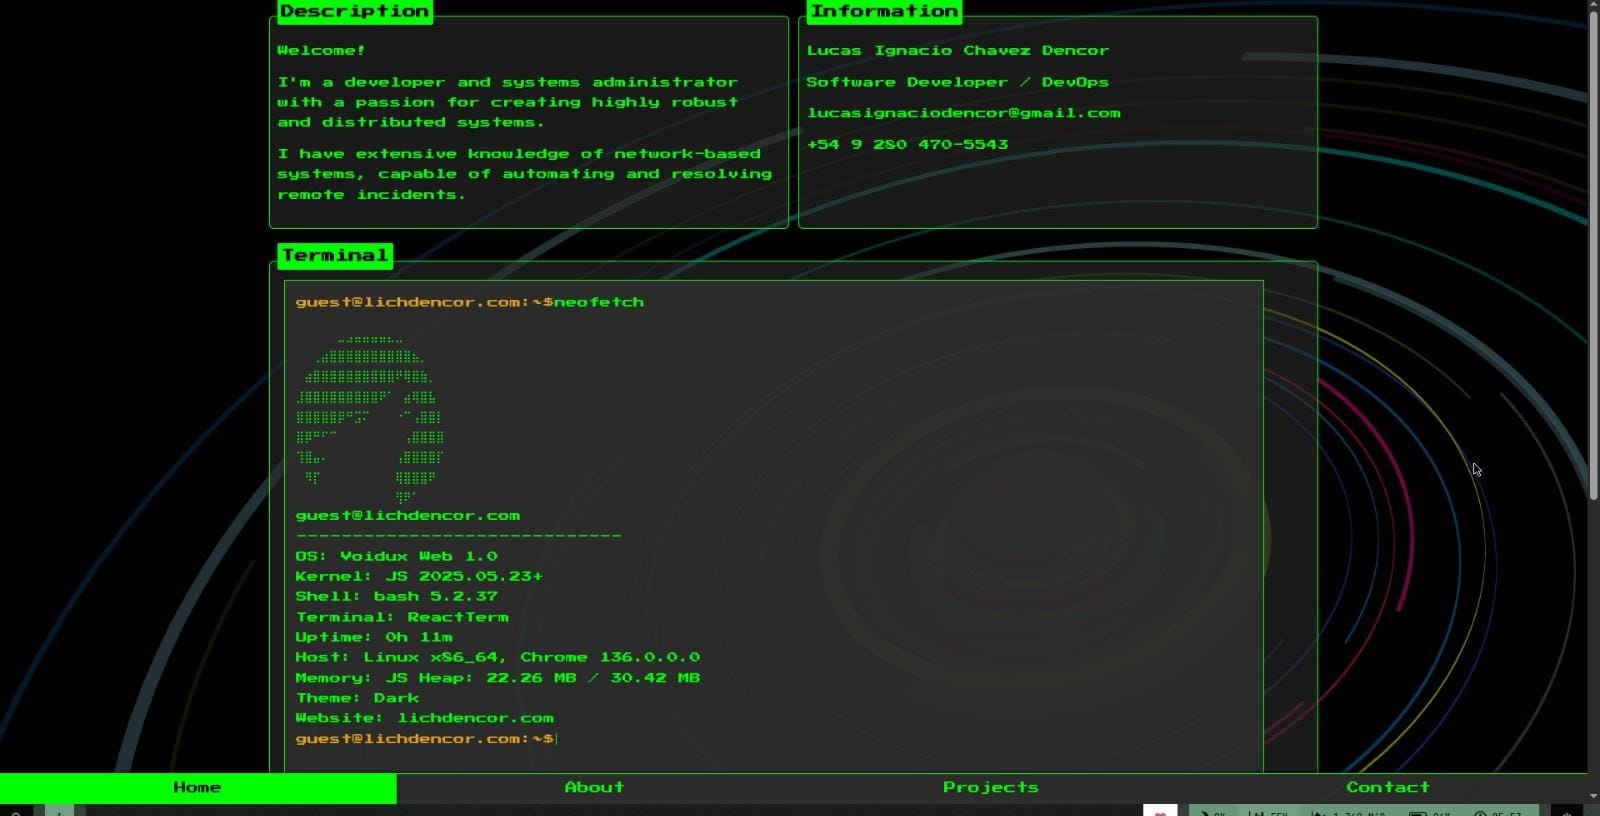 Description
Welcome!
I'm a developer and systems administrator
with a passion for creating highly robust
and distributed systems.
I have extensive knowledge of network-based
systems, capable of automating and resolving
remote incidents.
Information
Lucas Ignacio Chavez Dencor
Software Developer / DevOps
lucasignaciodencor@gmail.com
+54 9 280 470-5543
Terminal
guest@lichdencor.com:~$neofetch
guest@lichdencor.com
-----------------------------
OS: Voidux Web 1.0
Kernel: JS 2025.05.23+
Shell: bash 5.2.37
Terminal: ReactTerm
Uptime: 0h 11m
Host: Linux x86_64, Chrome 136.0.0.0
Memory: JS Heap: 22.26 MB / 30.42 MB
Theme: Dark
Website: lichdencor.com
guest@lichdencor.com:~$
Home
About
Projects
Contact